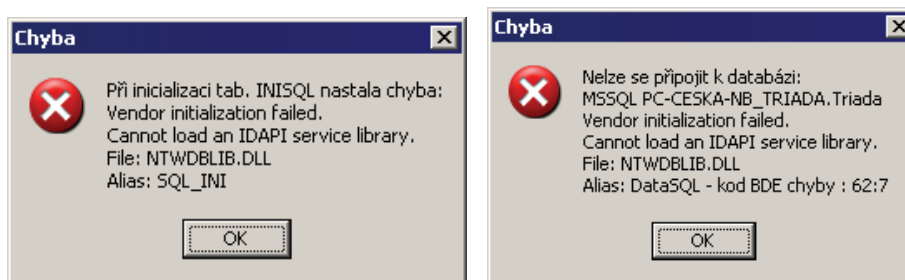 Chyba
Při inicializaci tab. INISQL nastala chyba:
Vendor initialization failed.
Cannot load an IDAPI service library.
File: NTWDBLIB.DLL
Alias: SQL_INI
OK
Chyba
Nelze se připojit k databázi:
MSSQL PC-CESKA-NB_TRIADA.Triada
Vendor initialization failed.
Cannot load an IDAPI service library.
File: NTWDBLIB.DLL
Alias: DataSQL - kod BDE chyby : 62:7
OK